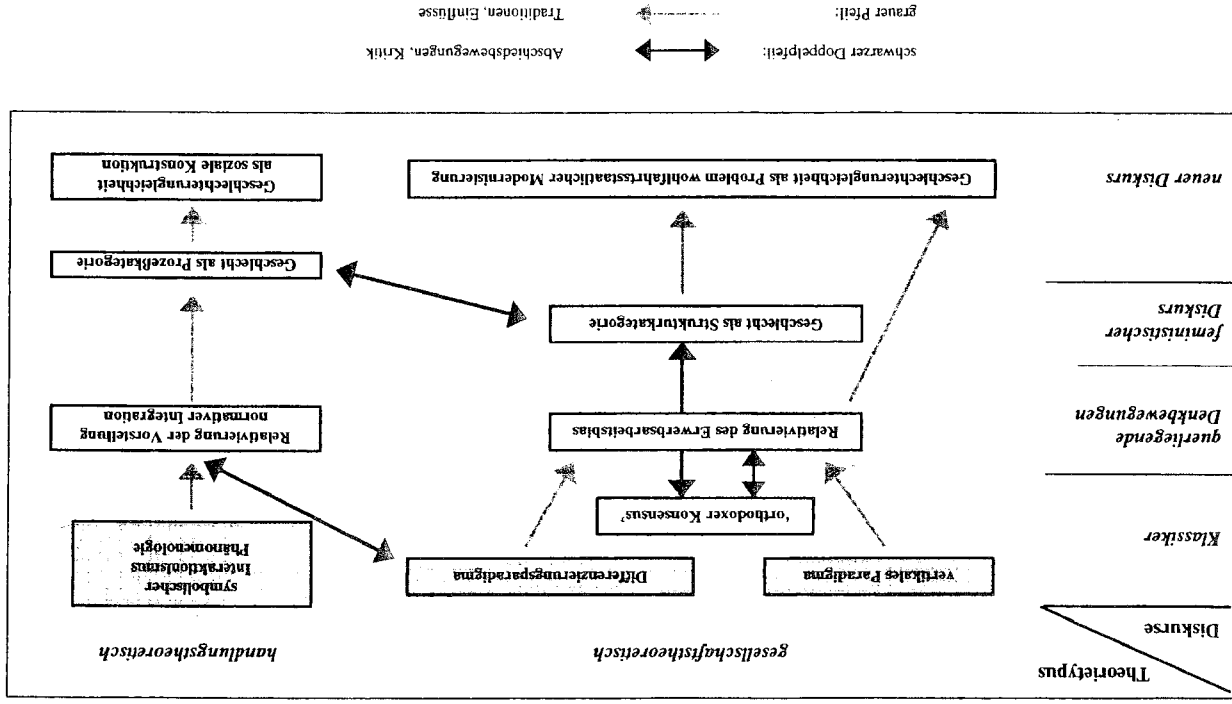 Theorietypus
Diskurse
gesellschaftstheoretisch
handlungstheoretisch
Klassiker
vertikales Paradigma
Differenzierungsparadigma
symbolischer
Interaktionismus
Phänomenologie
'orthodoxer Konsensus'
querliegende
Denkbewegungen
Relativierung des Erwerbsarbeitsbias
Relativierung der Vorstellung
normativer Integration
feministischer
Diskurs
Geschlecht als Strukturkategorie
Geschlecht als Prozeßkategorie
neuer Diskurs
Geschlechterungleichheit als Problem wohlfahrtsstaatlicher Modernisierung
Geschlechterungleichheit
als soziale Konstruktion
schwarzer Doppelpfeil:
Abschiedsbewegungen, Kritik
grauer Pfeil:
Traditionen, Einflüsse